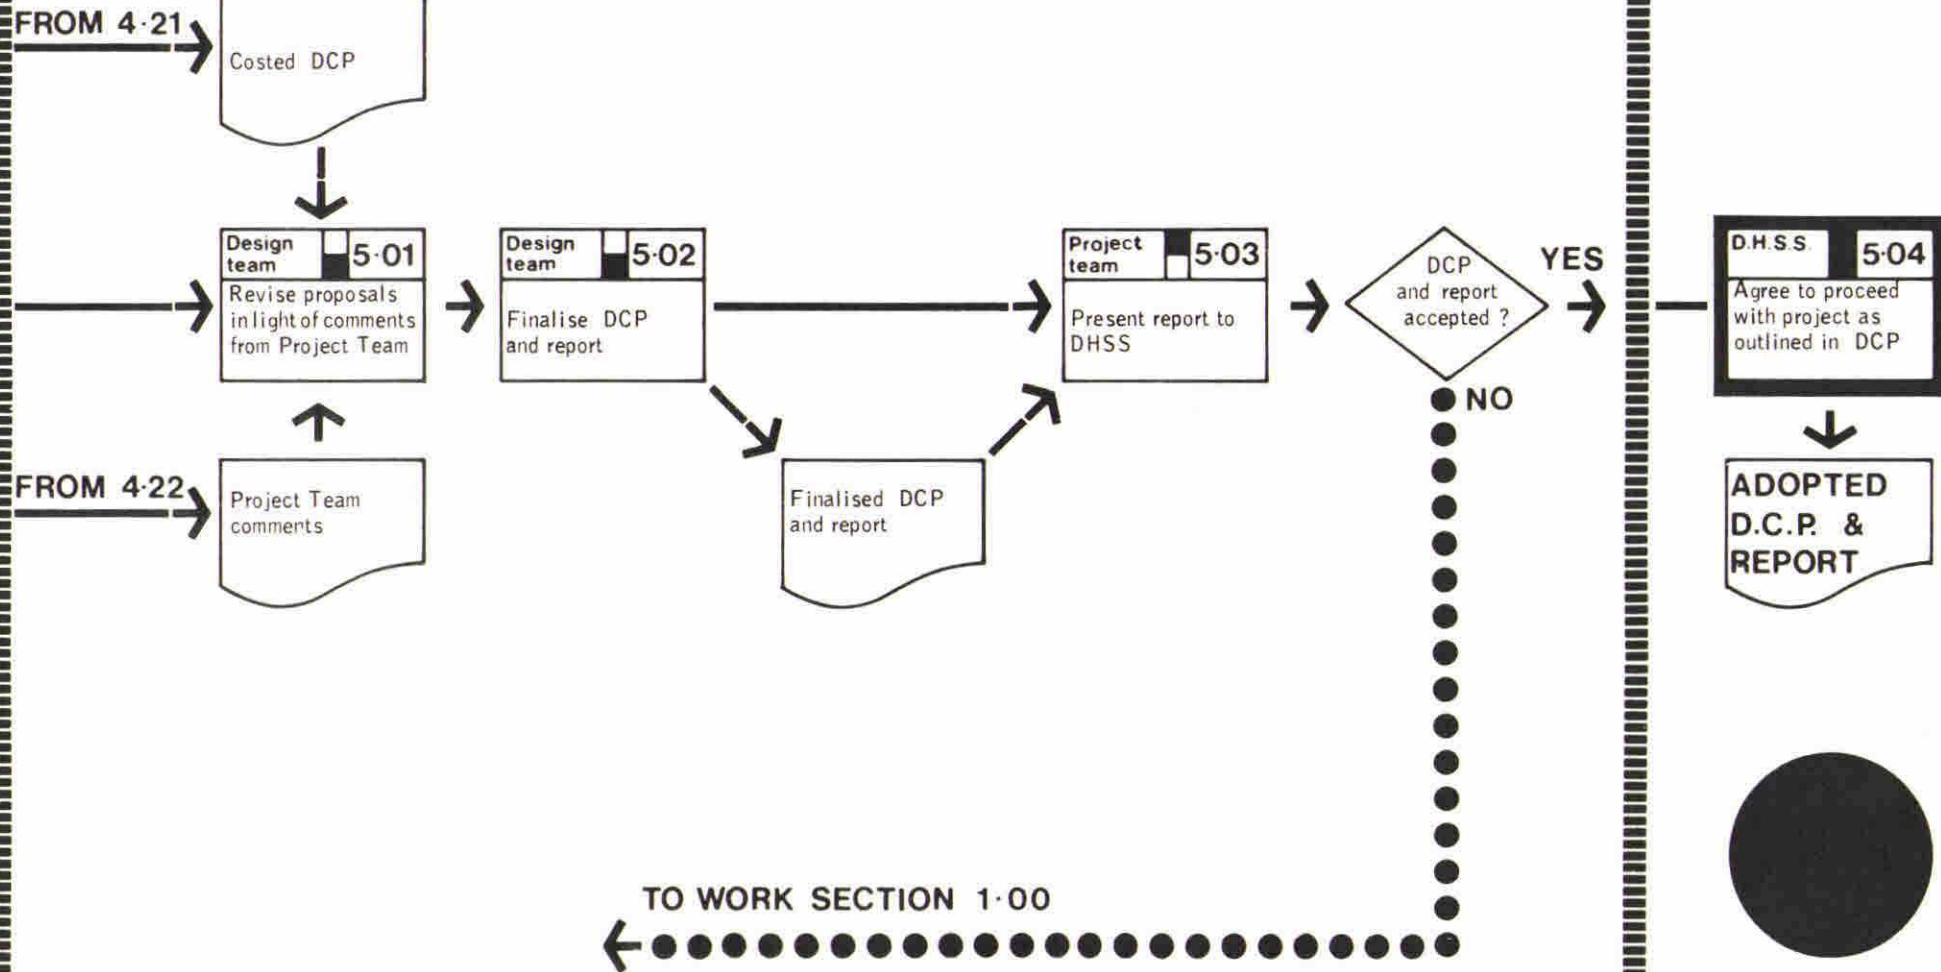 FROM 4·21
Costed DCP
Design
team
5·01
Revise proposals
in light of comments
from Project Team
Design
team
5·02
Finalise DCP
and report
Project
team
5·03
Present report to
DHSS
DCP
and report
accepted ?
YES
NO
D.H.S.S.
5·04
Agree to proceed
with project as
outlined in DCP
FROM 4·22
Project Team
comments
Finalised DCP
and report
ADOPTED
D.C.P. &
REPORT
TO WORK SECTION 1·00